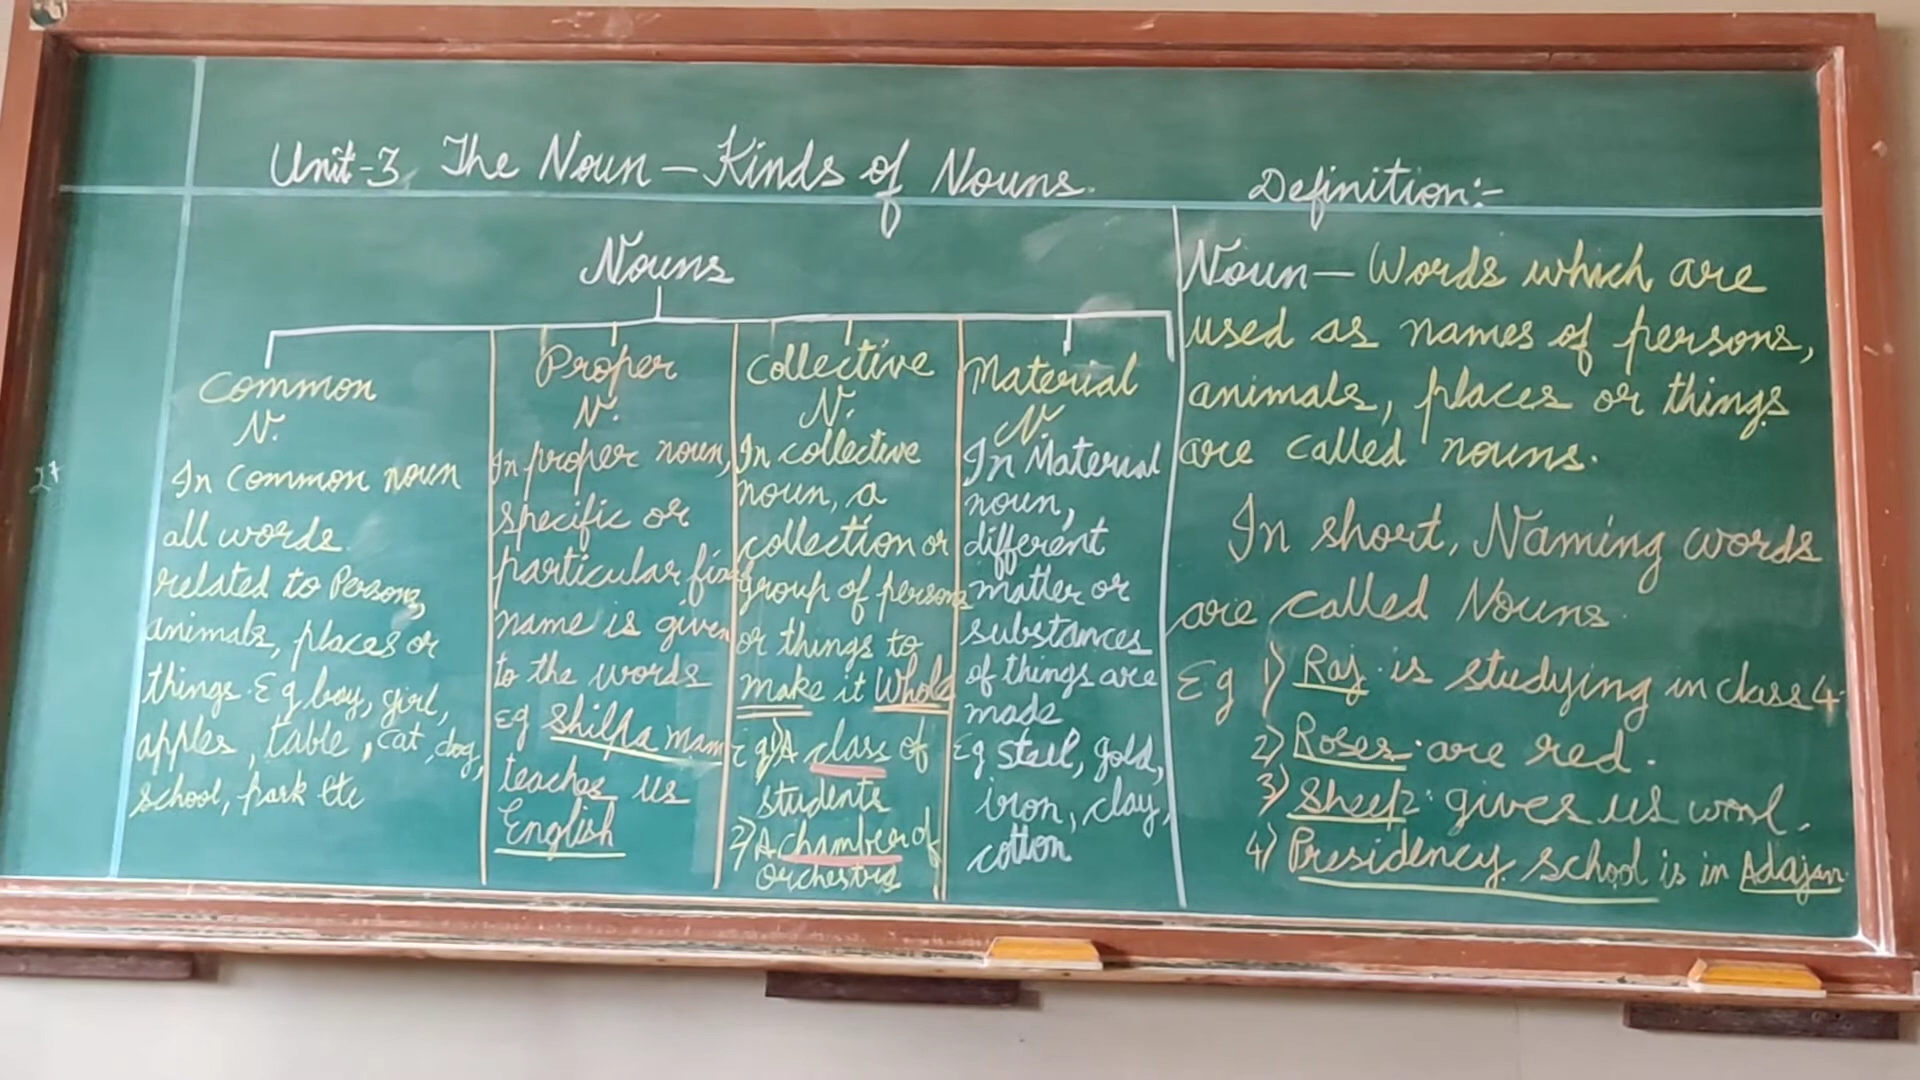 Unit-3 The Noun - Kinds of Nouns.
Nouns
Common
N.
In Common noun
all words
related to Persons,
animals, places or
things. Eg boy, girl,
apples, table, cat, dog,
school, park etc
Proper
N.
In proper noun,
specific or
particular fix
name is given
to the words
eg Shilpa mam
teaches us
English
Collective
N.
In collective
noun, a
collection or
group of persons
or things to
make it whole
eg 1) A class of
students
2) A chamber of
Orchestra
Material
N.
In Material
noun,
different
matter or
substances
of things are
made
Eg steel, gold,
iron, clay,
cotton
Definition:-
Noun - Words which are
used as names of persons,
animals, places or things
are called nouns.
In short, Naming words
are called Nouns.
Eg 1) Raj is studying in class 4.
2) Roses are red.
3) Sheep gives us wool.
4) Presidency school is in Adajan.